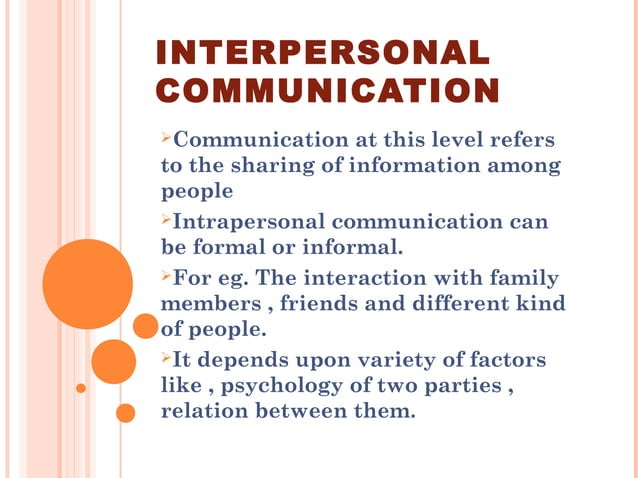 INTERPERSONAL
COMMUNICATION
➢Communication at this level refers
to the sharing of information among
people
➢Intrapersonal communication can
be formal or informal.
➢For eg. The interaction with family
members , friends and different kind
of people.
➢It depends upon variety of factors
like , psychology of two parties ,
relation between them.